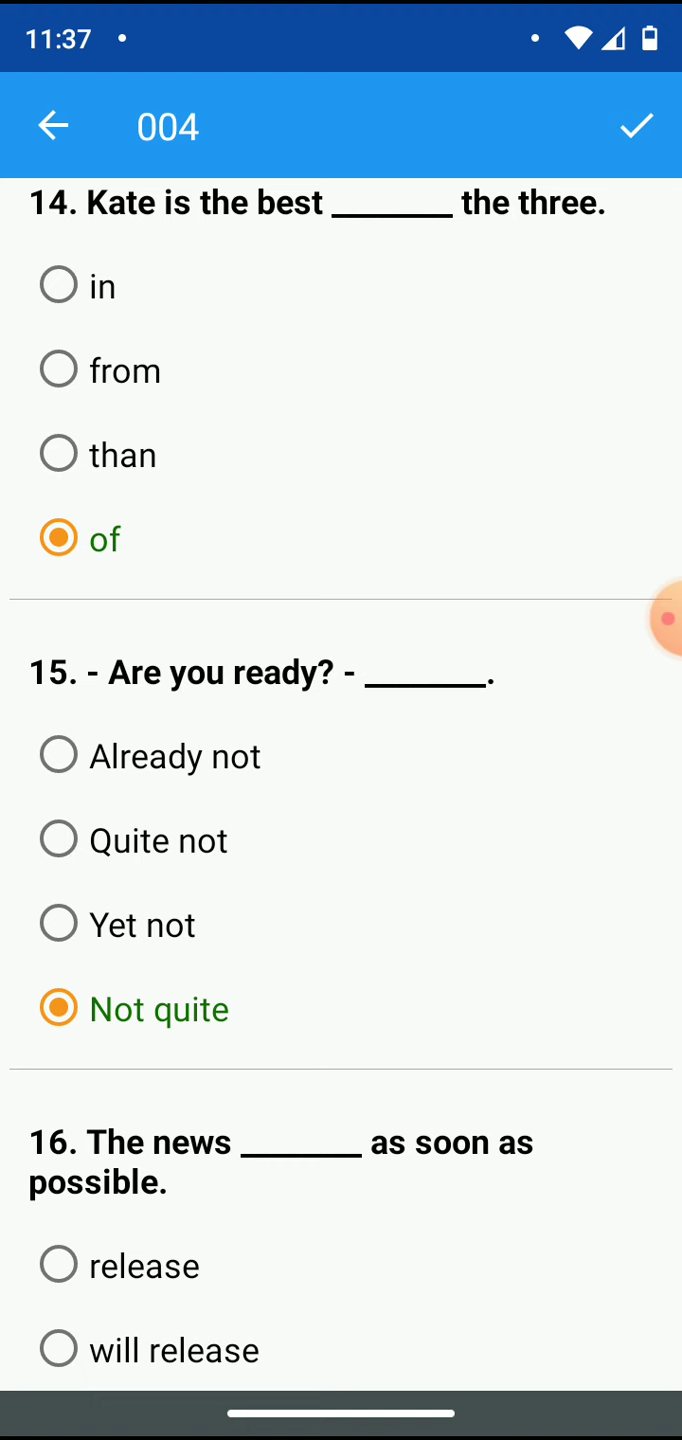 11:37
004
14. Kate is the best _______ the three.
in
from
than
of
15. - Are you ready? - _______.
Already not
Quite not
Yet not
Not quite
16. The news _______ as soon as
possible.
release
will release